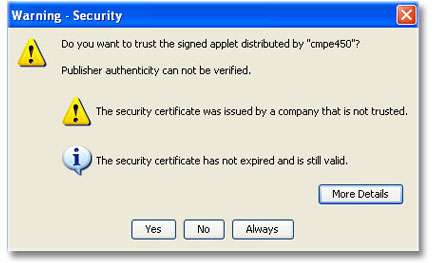 Warning - Security
Do you want to trust the signed applet distributed by "cmpe450"?
Publisher authenticity can not be verified.
The security certificate was issued by a company that is not trusted.
The security certificate has not expired and is still valid.
More Details
Yes No Always